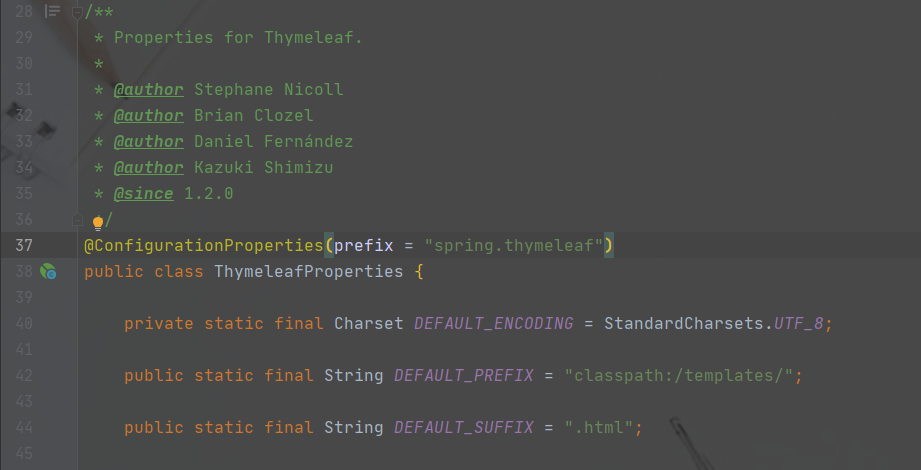 28 /**
29 * Properties for Thymeleaf.
30 *
31 * @author Stephane Nicoll
32 * @author Brian Clozel
33 * @author Daniel Fernández
34 * @author Kazuki Shimizu
35 * @since 1.2.0
36 */
37 @ConfigurationProperties(prefix = "spring.thymeleaf")
38 public class ThymeleafProperties {
39
40 private static final Charset DEFAULT_ENCODING = StandardCharsets.UTF_8;
41
42 public static final String DEFAULT_PREFIX = "classpath:/templates/";
43
44 public static final String DEFAULT_SUFFIX = ".html";
45